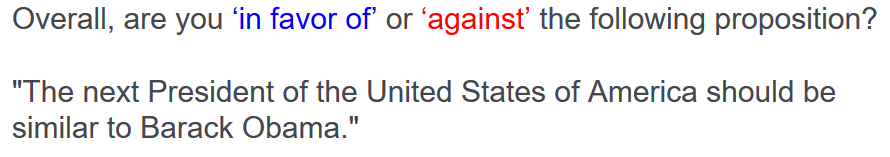 Overall, are you ‘in favor of’ or ‘against’ the following proposition?
"The next President of the United States of America should be
similar to Barack Obama."